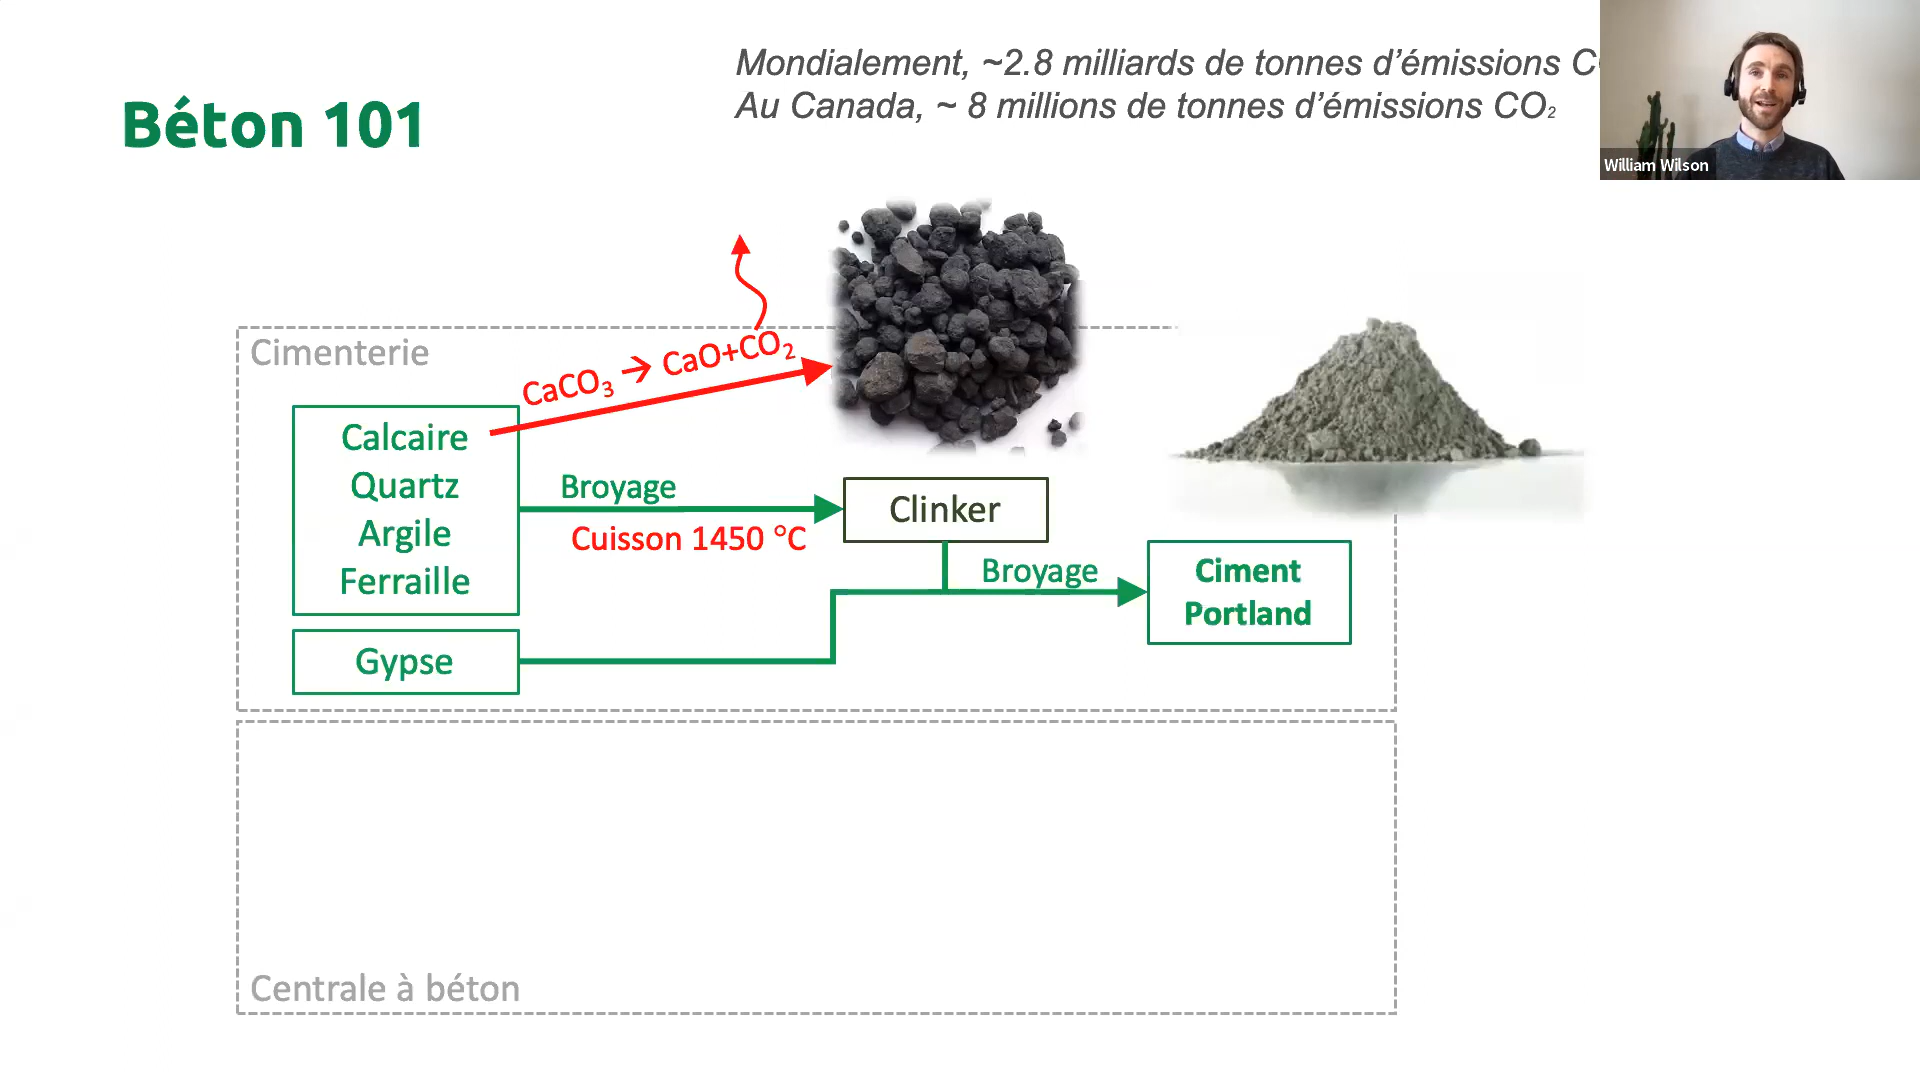 Béton 101
Mondialement, ~2.8 milliards de tonnes d’émissions
Au Canada, ~ 8 millions de tonnes d’émissions CO₂
William Wilson
Cimenterie
CaCO₃ → CaO+CO₂
Calcaire
Quartz
Argile
Ferraille
Broyage
Cuisson 1450 °C
Clinker
Broyage
Ciment
Portland
Gypse
Centrale à béton